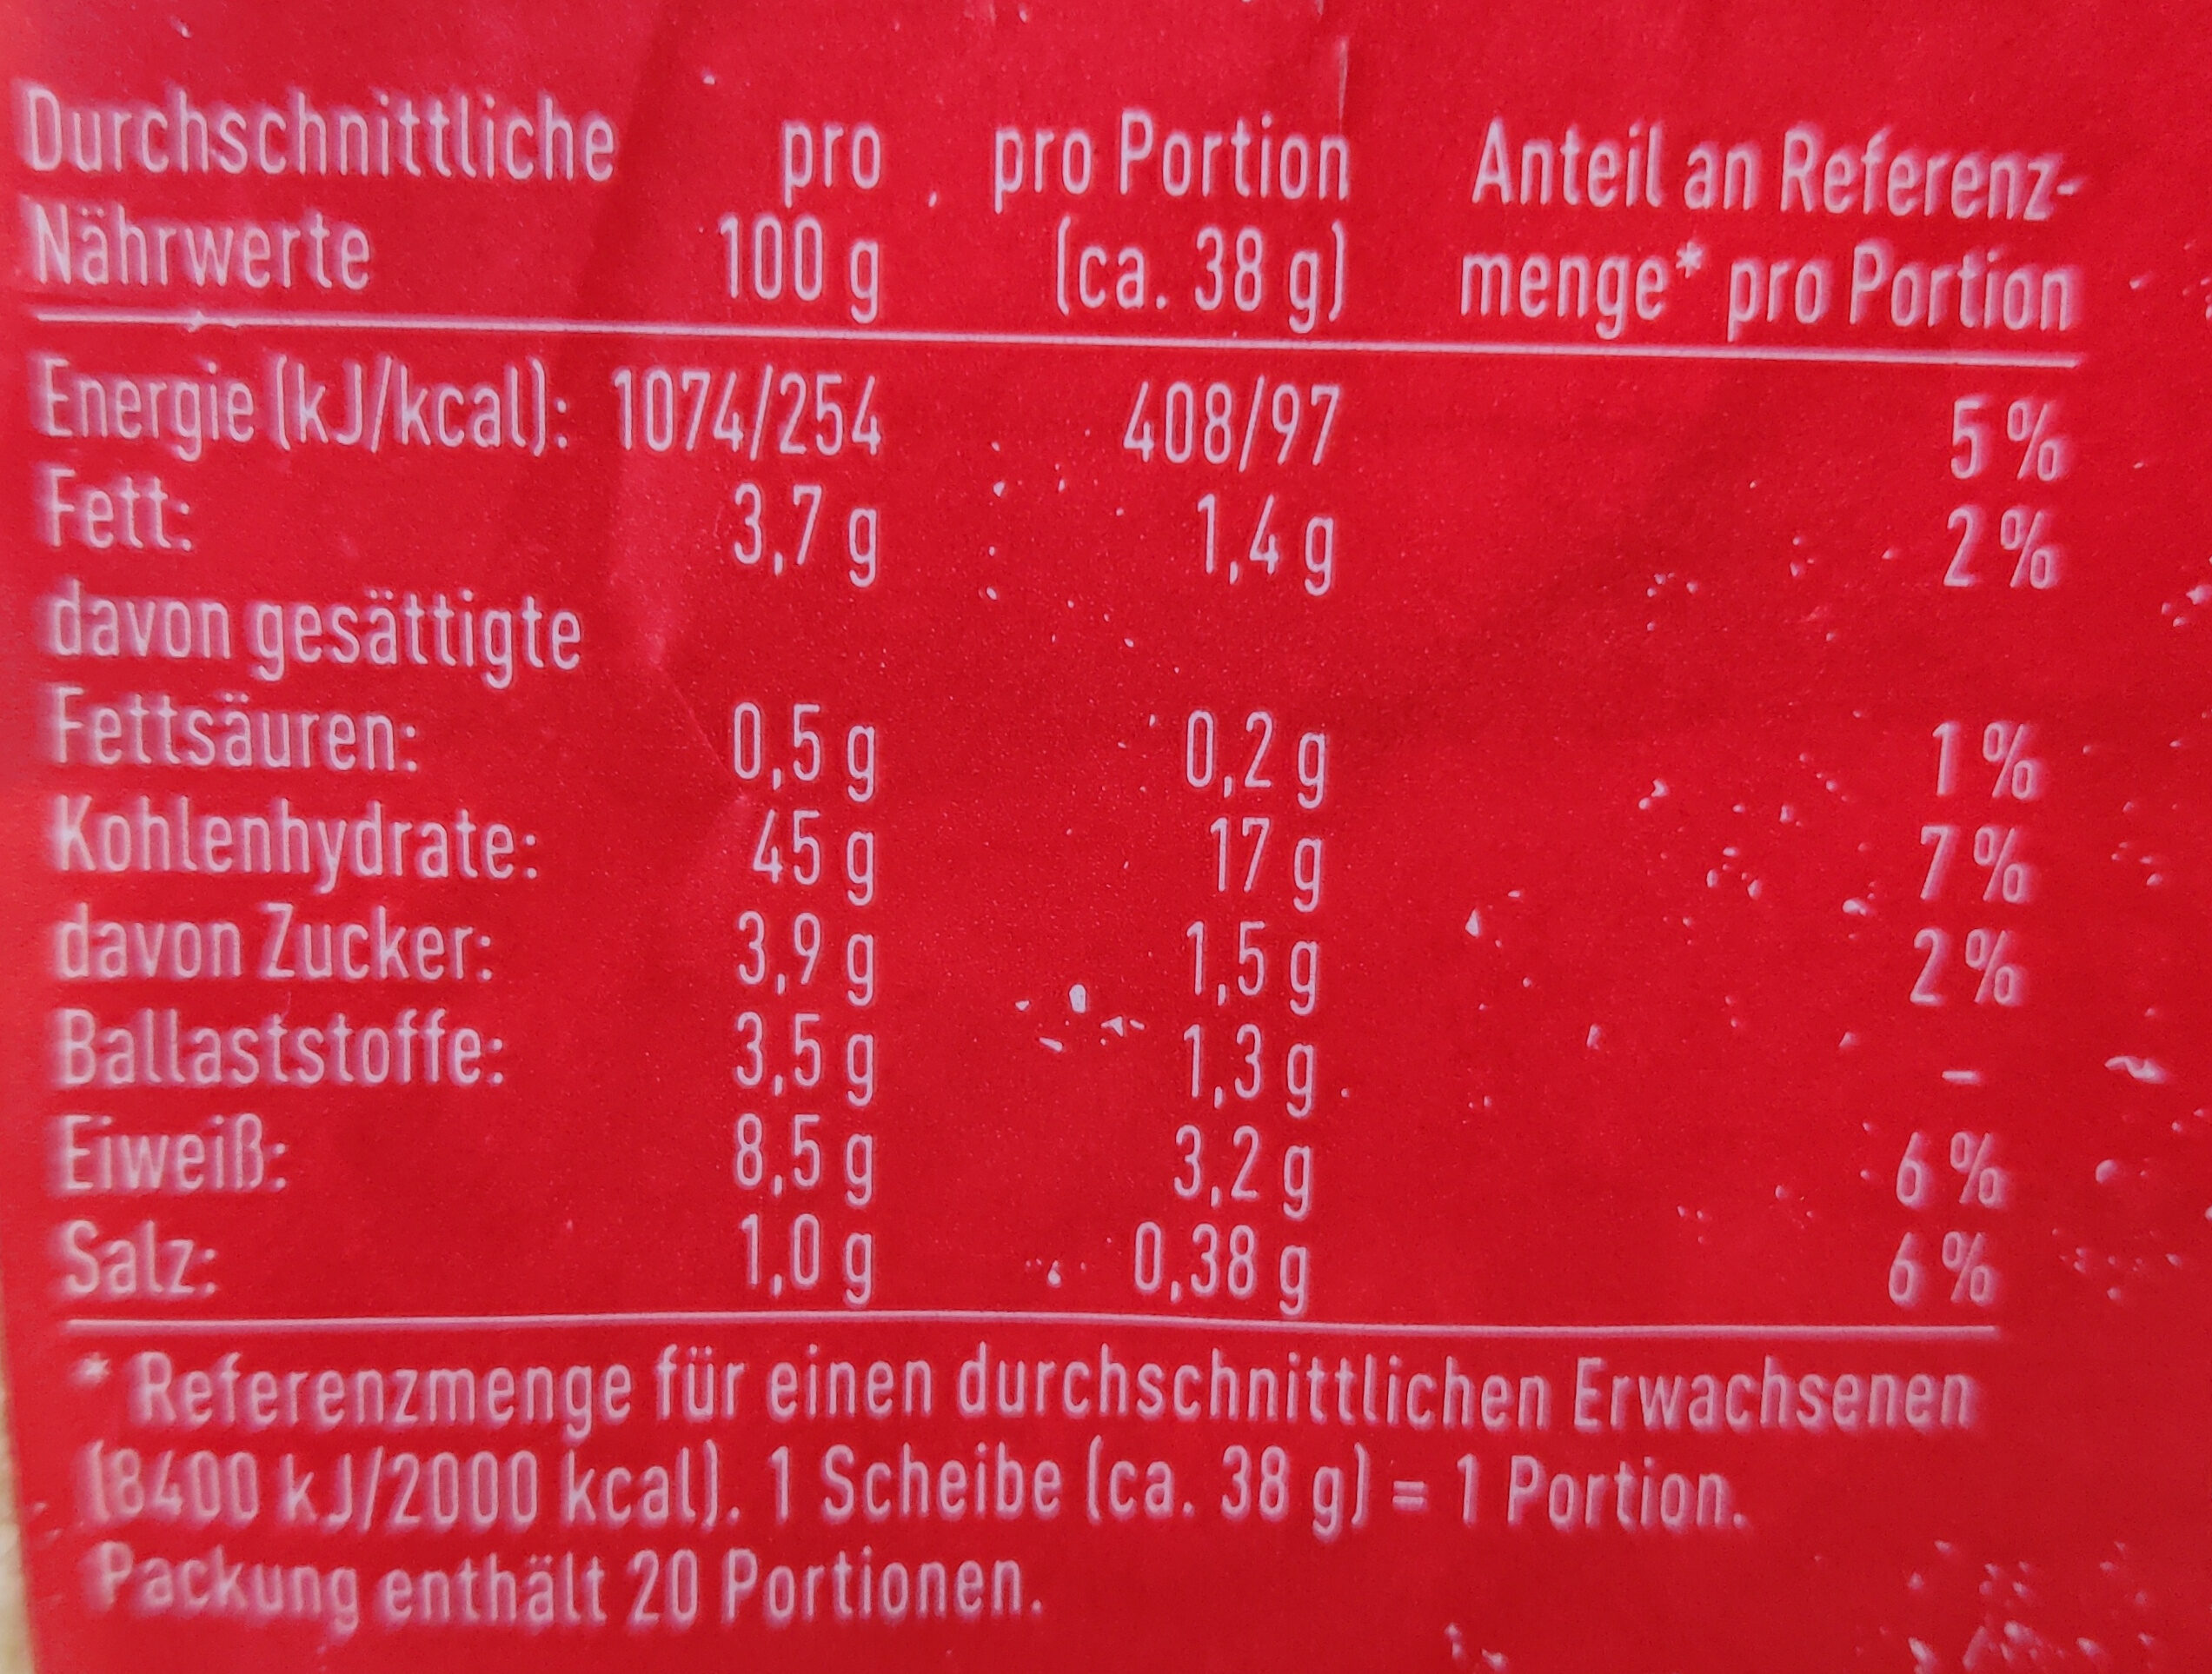 Durchschnittliche pro pro Portion Anteil an Referenz-
Nährwerte 100 g (ca. 38 g) menge* pro Portion
Energie (kJ/kcal): 1074/254 408/97 5 %
Fett: 3,7 g 1,4 g 2 %
davon gesättigte
Fettsäuren: 0,5 g 0,2 g 1 %
Kohlenhydrate: 45 g 17 g 7 %
davon Zucker: 3,9 g 1,5 g 2 %
Ballaststoffe: 3,5 g 1,3 g –
Eiweiß: 8,5 g 3,2 g 6 %
Salz: 1,0 g 0,38 g 6 %
* Referenzmenge für einen durchschnittlichen Erwachsenen
(8400 kJ/2000 kcal). 1 Scheibe (ca. 38 g) = 1 Portion.
Packung enthält 20 Portionen.